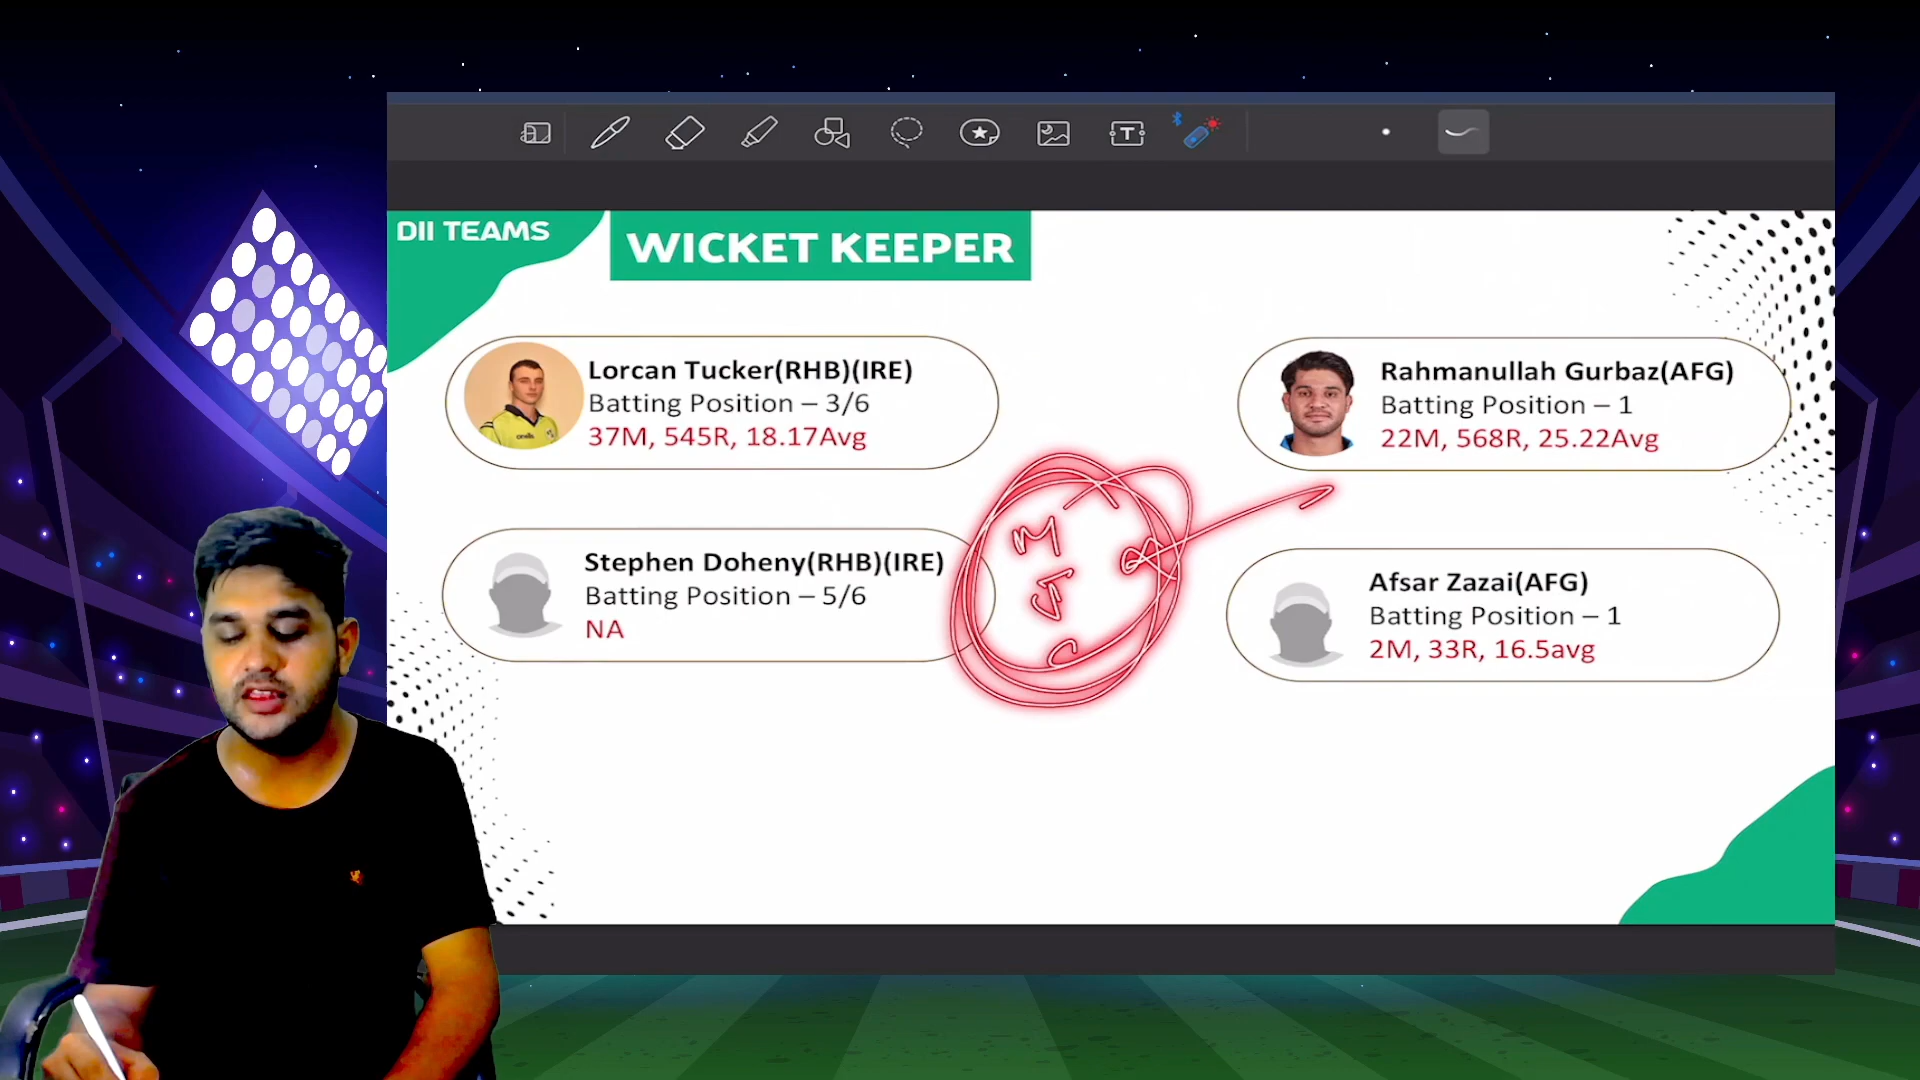 DII TEAMS
WICKET KEEPER
Lorcan Tucker(RHB)(IRE)
Batting Position – 3/6
37M, 545R, 18.17Avg
Rahmanullah Gurbaz(AFG)
Batting Position – 1
22M, 568R, 25.22Avg
Stephen Doheny(RHB)(IRE)
Batting Position – 5/6
NA
Afsar Zazai(AFG)
Batting Position – 1
2M, 33R, 16.5avg